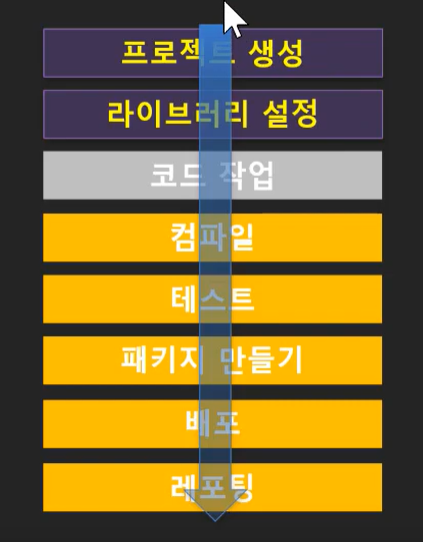 프로젝트 생성
라이브러리 설정
코드 작업
컴파일
테스트
패키지 만들기
배포
레포팅